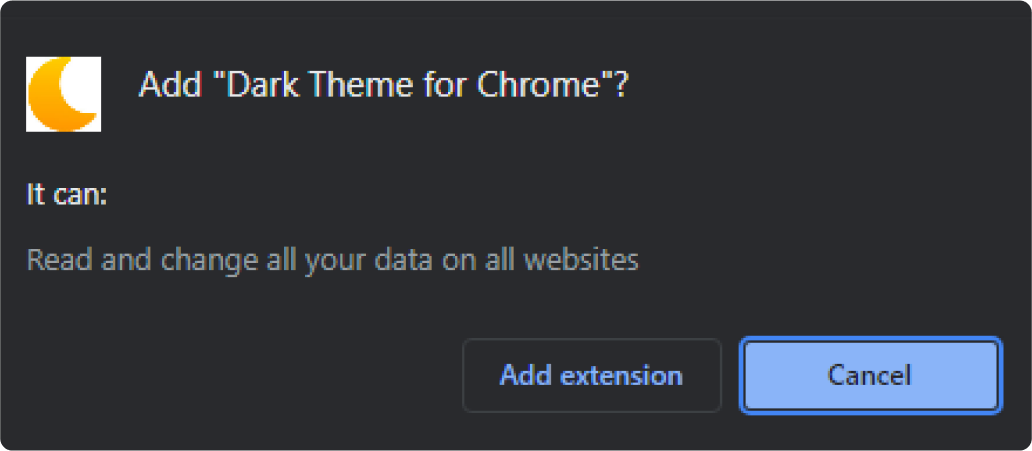 Add "Dark Theme for Chrome"?
It can:
Read and change all your data on all websites
Add extension
Cancel